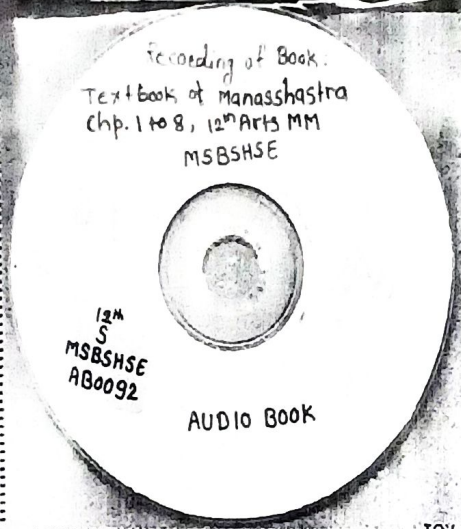 Recording of Book:
Textbook of Manasshastra
Chp. 1 to 8, 12th Arts MM
MSBSHSE
12th
S
MSBSHSE
AB0092
AUDIO BOOK